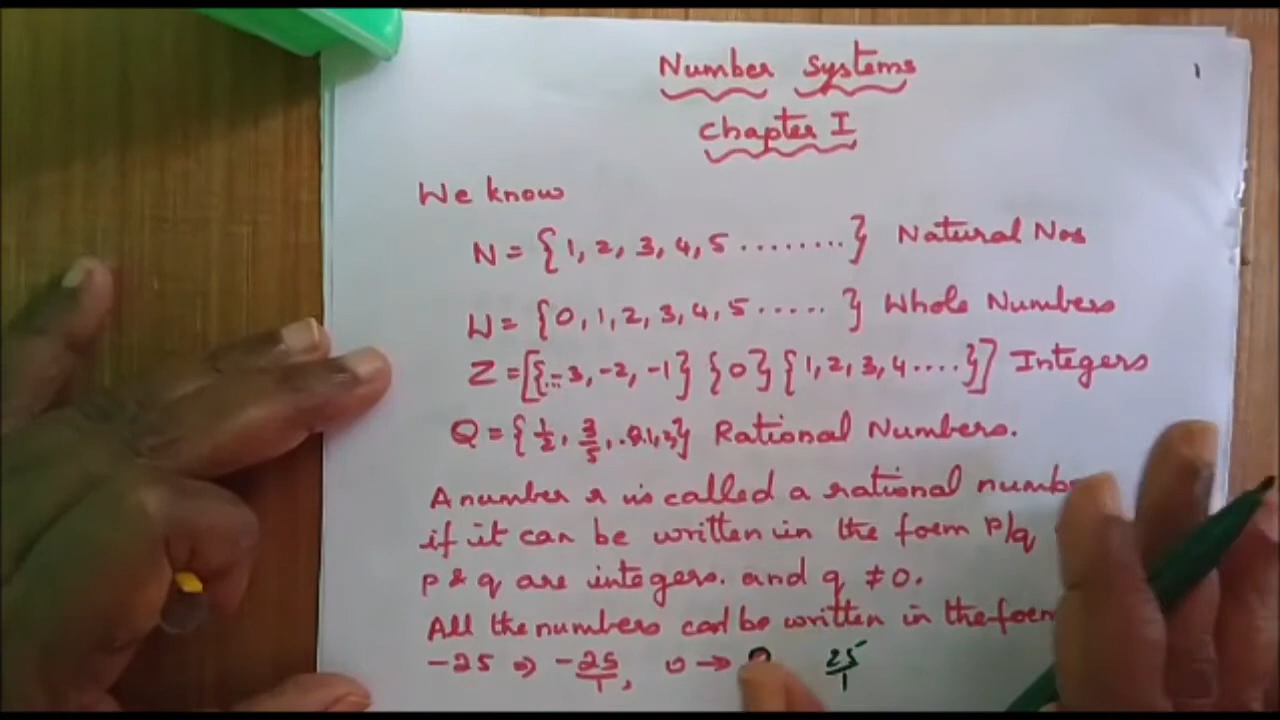 Number Systems
1
Chapter I
We know
N = {1, 2, 3, 4, 5 ........} Natural Nos
W = {0, 1, 2, 3, 4, 5 ..... } Whole Numbers
Z = [{...-3, -2, -1} {0} {1, 2, 3, 4 ....}] Integers
Q = {1/2, 3/5, Rational Numbers.
A number r is called a rational
if it can be written in the form P/q
p & q are integers. and q ≠ 0.
All the numbers can be written in the form
-25 ⇒ -25/1, 0 → 25/1